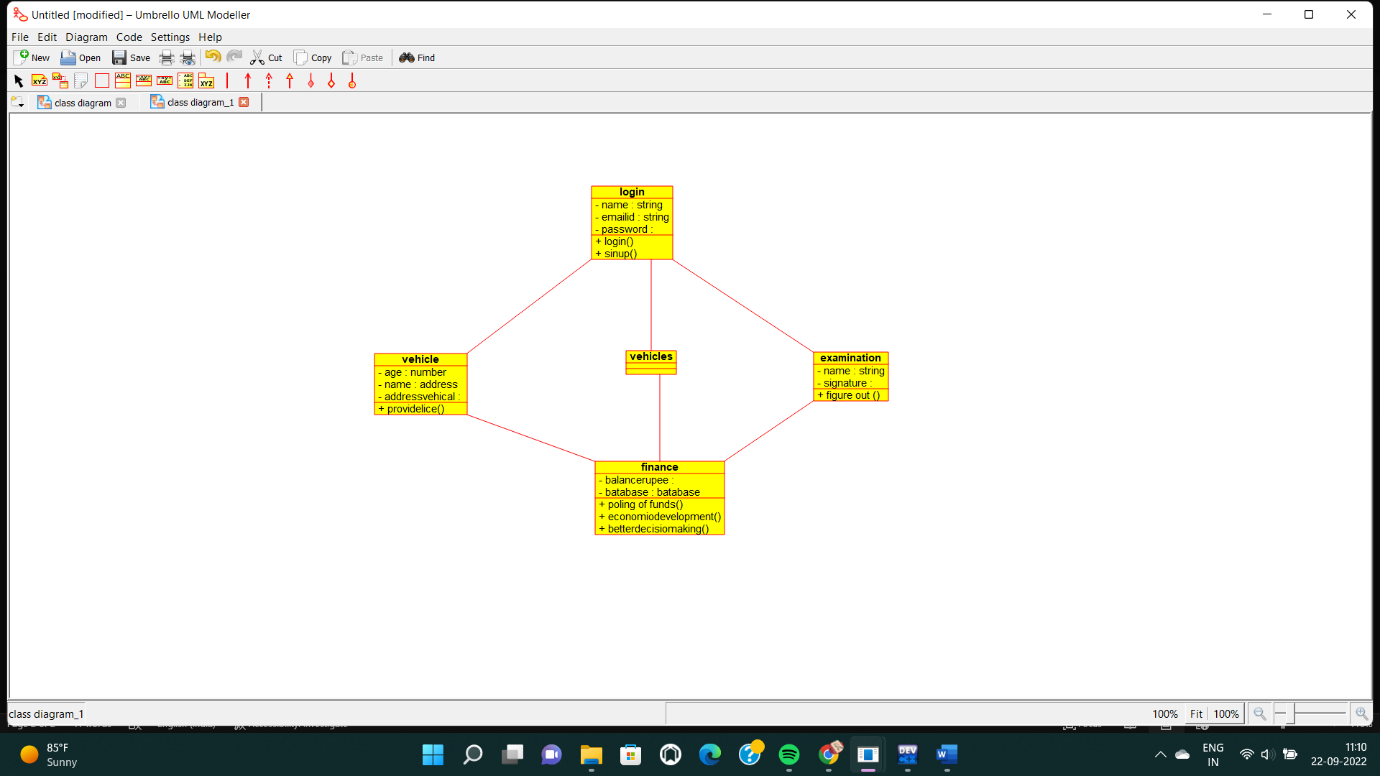 Untitled [modified] – Umbrello UML Modeller
File Edit Diagram Code Settings Help
New Open Save Cut Copy Paste Find
class diagram class diagram_1
login
- name : string
- emailid : string
- password :
+ login()
+ sinup()
vehicle
- age : number
- name : address
- addressvehical :
+ providelice()
vehicles
examination
- name : string
- signature :
+ figure out ()
finance
- balancerupee :
- batabase : batabase
+ poling of funds()
+ economiodevelopment()
+ betterdecisiomaking()
class diagram_1
100% Fit 100%
85°F
Sunny
ENG
IN
11:10
22-09-2022